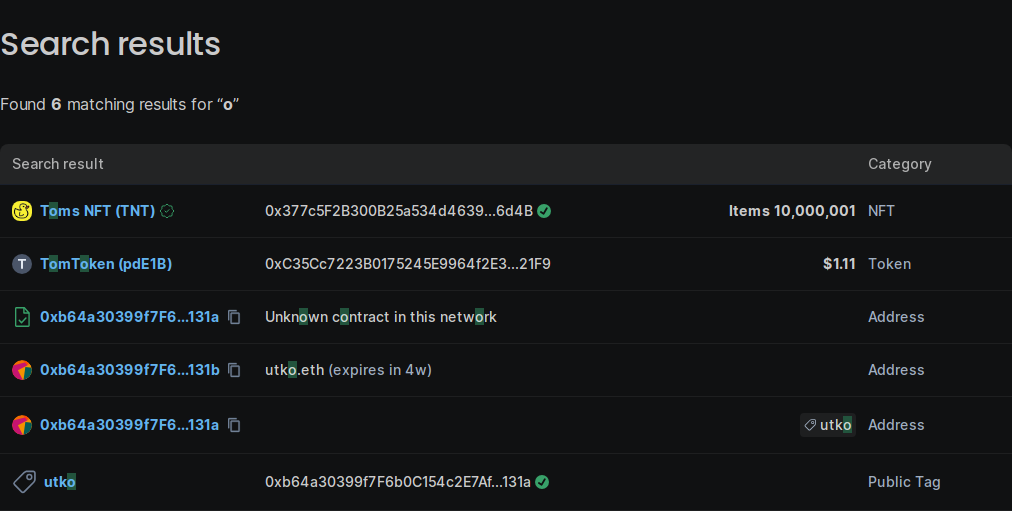 Search results
Found 6 matching results for “o”
Search result Category
Toms NFT (TNT) 0x377c5F2B300B25a534d4639...6d4B Items 10,000,001 NFT
T TomToken (pdE1B) 0xC35Cc7223B0175245E9964f2E3...21F9 $1.11 Token
0xb64a30399f7F6...131a Unknown contract in this network Address
0xb64a30399f7F6...131b utko.eth (expires in 4w) Address
0xb64a30399f7F6...131a utko Address
utko 0xb64a30399f7F6b0C154c2E7Af...131a Public Tag